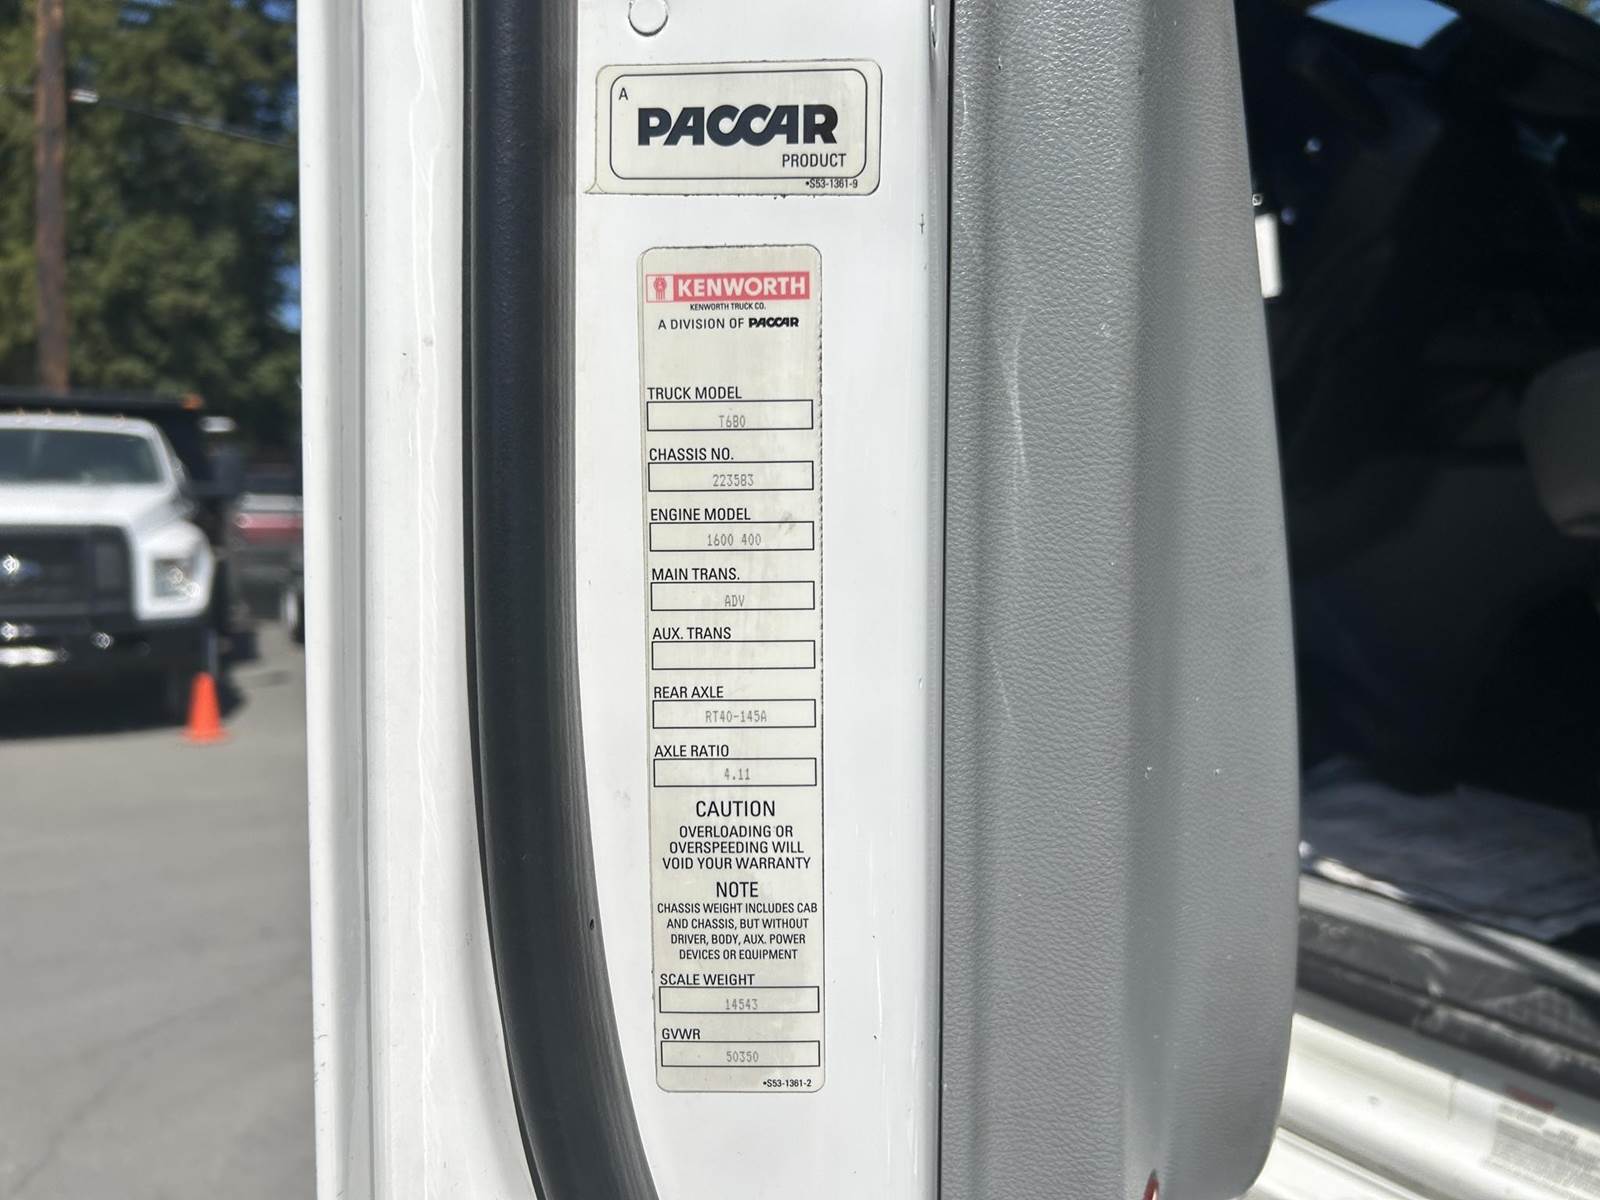 A
PACCAR
PRODUCT
•S53-1361-9
KENWORTH
KENWORTH TRUCK CO.
A DIVISION OF PACCAR
TRUCK MODEL
T680
CHASSIS NO.
223583
ENGINE MODEL
1600 400
MAIN TRANS.
ADV
AUX. TRANS
REAR AXLE
RT40-145A
AXLE RATIO
4.11
CAUTION
OVERLOADING OR
OVERSPEEDING WILL
VOID YOUR WARRANTY
NOTE
CHASSIS WEIGHT INCLUDES CAB
AND CHASSIS, BUT WITHOUT
DRIVER, BODY, AUX. POWER
DEVICES OR EQUIPMENT
SCALE WEIGHT
14543
GVWR
50350
•S53-1361-2